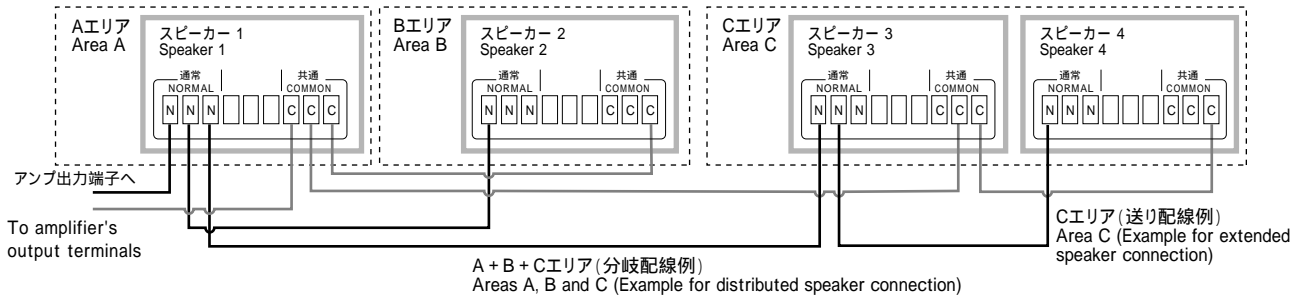 Aエリア
Area A
スピーカー 1
Speaker 1
通常
NORMAL
共通
COMMON
N N N C C C
Bエリア
Area B
スピーカー 2
Speaker 2
通常
NORMAL
共通
COMMON
N N N C C C
Cエリア
Area C
スピーカー 3
Speaker 3
通常
NORMAL
共通
COMMON
N N N C C C
スピーカー 4
Speaker 4
通常
NORMAL
共通
COMMON
N N N C C C
アンプ出力端子へ
To amplifier's
output terminals
A + B + Cエリア(分岐配線例)
Areas A, B and C (Example for distributed speaker connection)
Cエリア(送り配線例)
Area C (Example for extended
speaker connection)